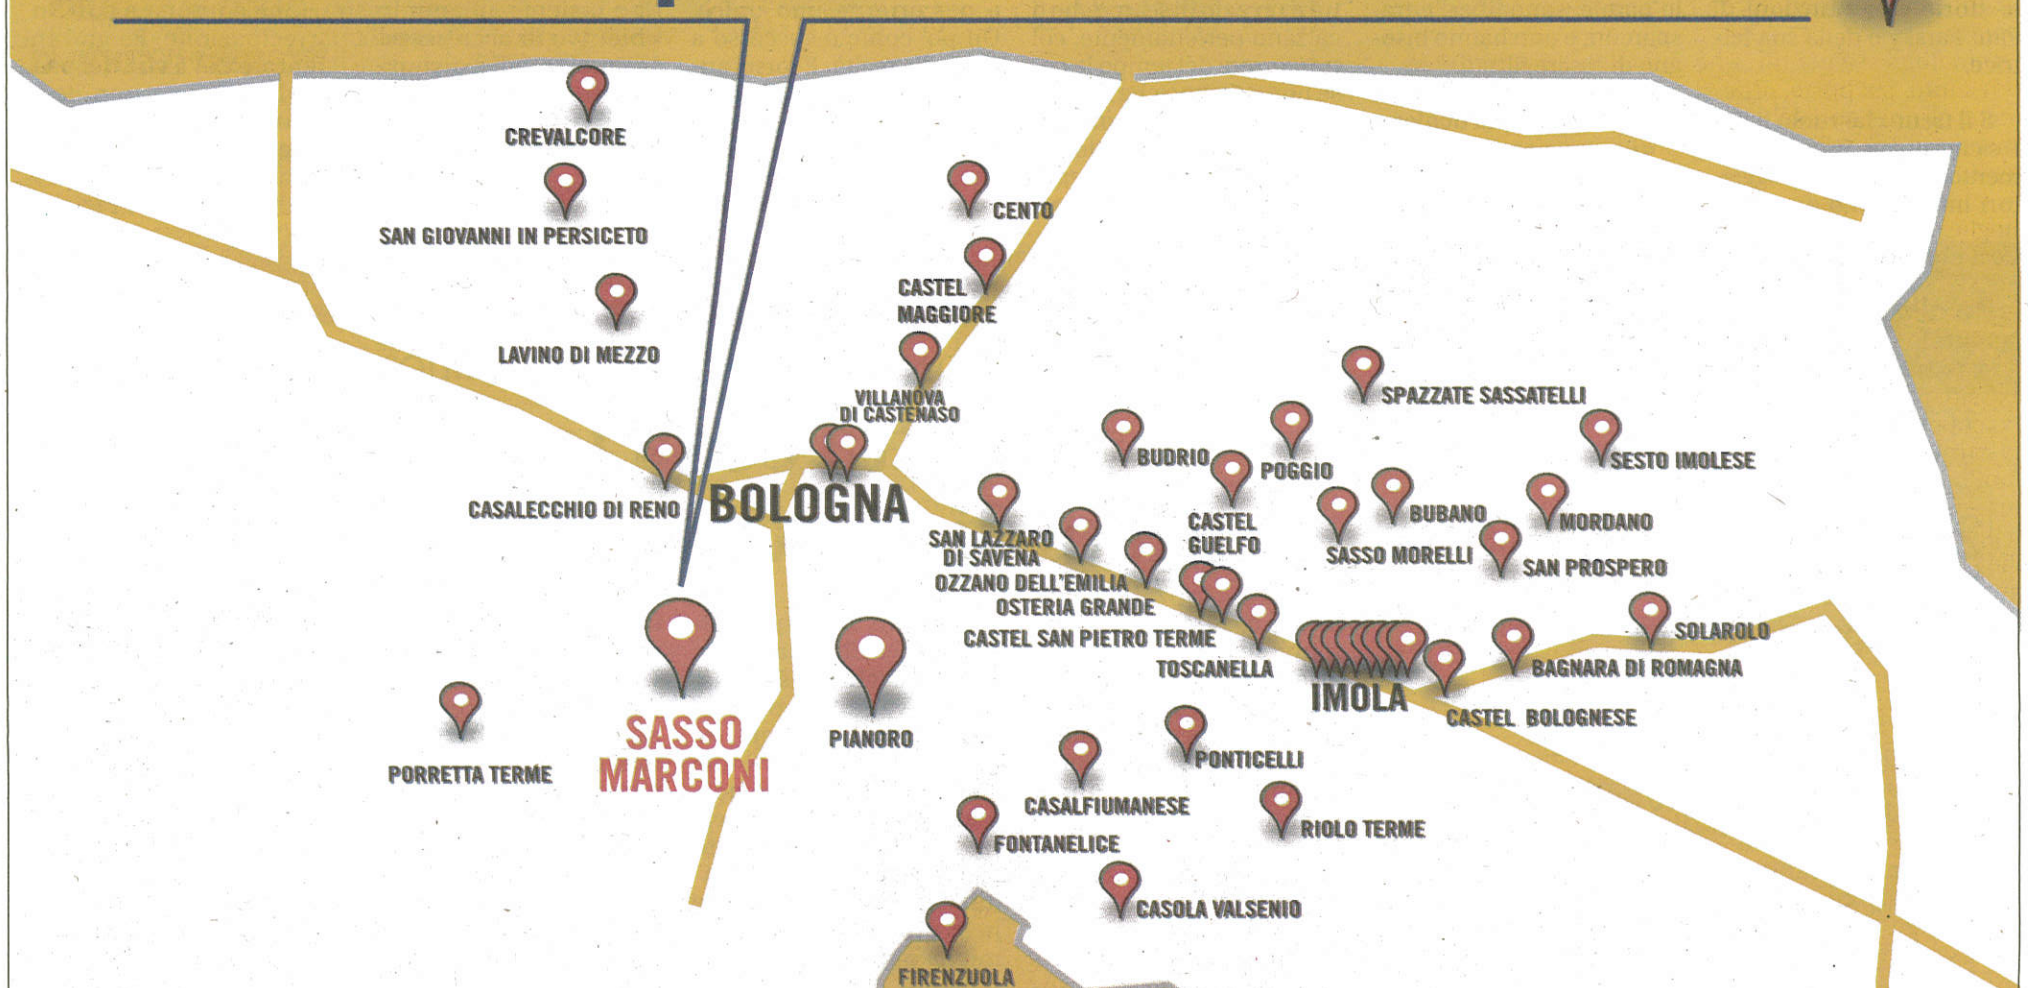 CREVALCORE
SAN GIOVANNI IN PERSICETO
CENTO
CASTEL
MAGGIORE
LAVINO DI MEZZO
VILLANOVA
DI CASTENASO
SPAZZATE SASSATELLI
BUDRIO
POGGIO
SESTO IMOLESE
CASALECCHIO DI RENO
BOLOGNA
CASTEL
GUELFO
BUBANO
MORDANO
SAN LAZZARO
DI SAVENA
SASSO MORELLI
SAN PROSPERO
OZZANO DELL'EMILIA
OSTERIA GRANDE
CASTEL SAN PIETRO TERME
SOLAROLO
TOSCANELLA
BAGNARA DI ROMAGNA
IMOLA
CASTEL BOLOGNESE
SASSO
MARCONI
PIANORO
PORRETTA TERME
PONTICELLI
CASALFIUMANESE
RIOLO TERME
FONTANELICE
CASOLA VALSENIO
FIRENZUOLA